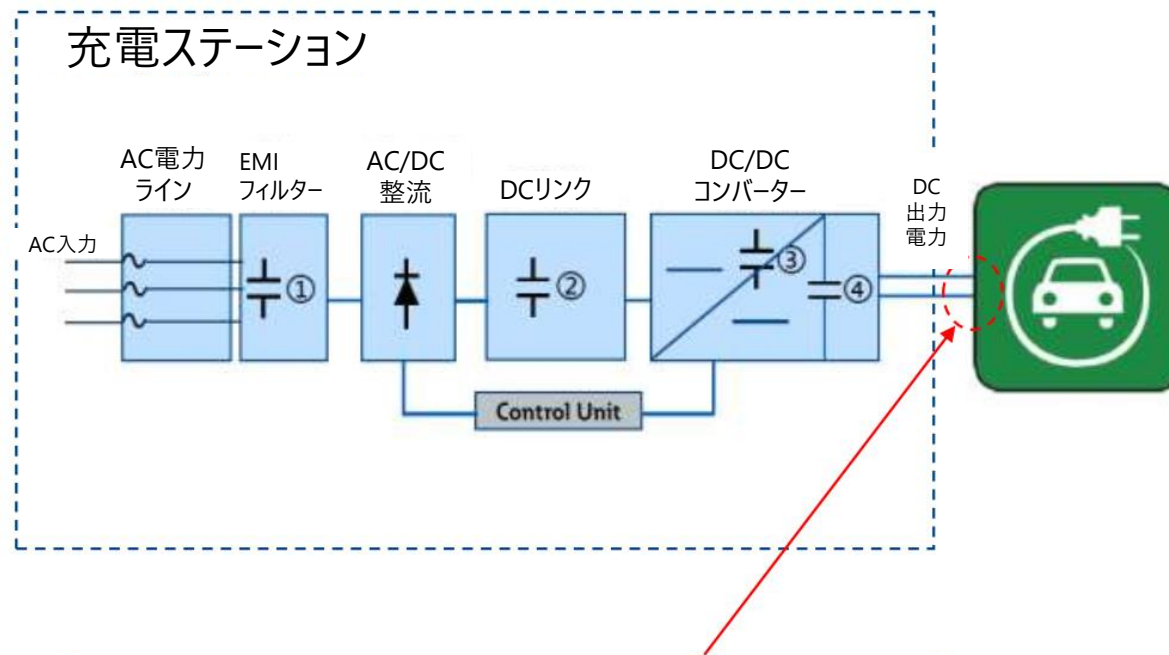 充電ステーション
AC電力
ライン
EMI
フィルター
AC/DC
整流
DCリンク
DC/DC
コンバーター
DC
出力
電力
AC入力
①
②
③
④
Control Unit